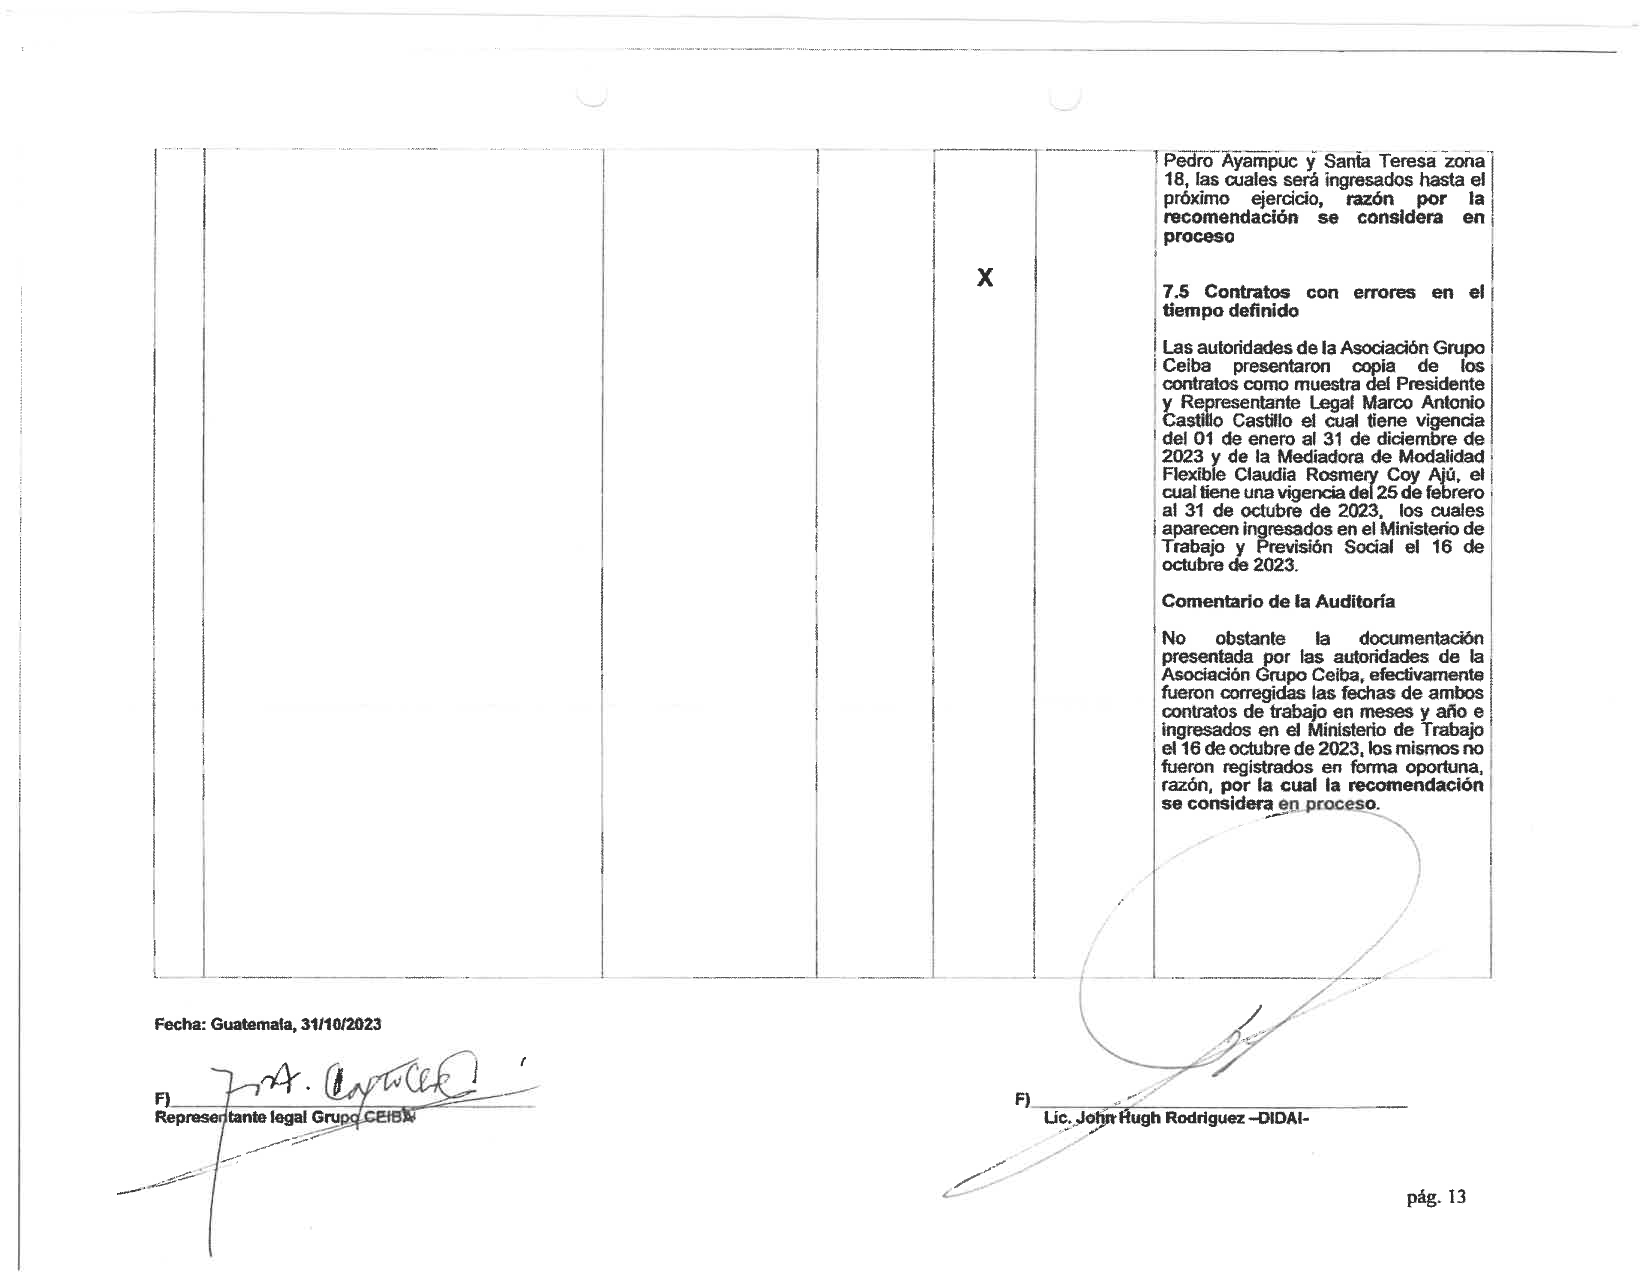 Pedro Ayampuc y Santa Teresa zona
18, las cuales será ingresados hasta el
próximo ejercicio, razón por la
recomendación se considera en
proceso
X
7.5 Contratos con errores en el
tiempo definido
Las autoridades de la Asociación Grupo
Ceiba presentaron copia de los
contratos como muestra del Presidente
y Representante Legal Marco Antonio
Castillo Castillo el cual tiene vigencia
del 01 de enero al 31 de diciembre de
2023 y de la Mediadora de Modalidad
Flexible Claudia Rosmery Coy Ajú, el
cual tiene una vigencia del 25 de febrero
al 31 de octubre de 2023, los cuales
aparecen ingresados en el Ministerio de
Trabajo y Previsión Social el 16 de
octubre de 2023.
Comentario de la Auditoría
No obstante la documentación
presentada por las autoridades de la
Asociación Grupo Ceiba, efectivamente
fueron corregidas las fechas de ambos
contratos de trabajo en meses y año e
ingresados en el Ministerio de Trabajo
el 16 de octubre de 2023, los mismos no
fueron registrados en forma oportuna,
razón, por la cual la recomendación
se considera en proceso.
Fecha: Guatemala, 31/10/2023
F)
Representante legal Grupo CEIBA
F)
Lic. John Hugh Rodriguez –DIDAI-
pág. 13